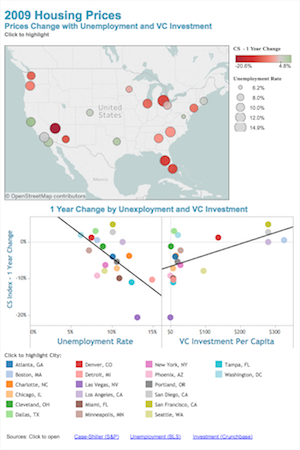 2009 Housing Prices
Prices Change with Unemployment and VC Investment
Click to highlight
CS - 1 Year Change
-20.6% 4.8%
Unemployment Rate
6.2%
8.0%
10.0%
12.0%
14.9%
United
States
© OpenStreetMap contributors
1 Year Change by Unexployment and VC Investment
CS Index - 1 Year Change
0%
-10%
-20%
0% 5% 10% 15% $0 $100 $200 $300
Unemployment Rate VC Investment Per Capita
Click to highlight City:
Atlanta, GA Denver, CO New York, NY Tampa, FL
Boston, MA Detroit, MI Phoenix, AZ Washington, DC
Charlotte, NC Las Vegas, NV Portland, OR
Chicago, IL Los Angeles, CA San Diego, CA
Cleveland, OH Miami, FL San Francisco, CA
Dallas, TX Minneapolis, MN Seattle, WA
Sources: Click to open Case-Shiller (S&P) Unemployment (BLS) Investment (Crunchbase)